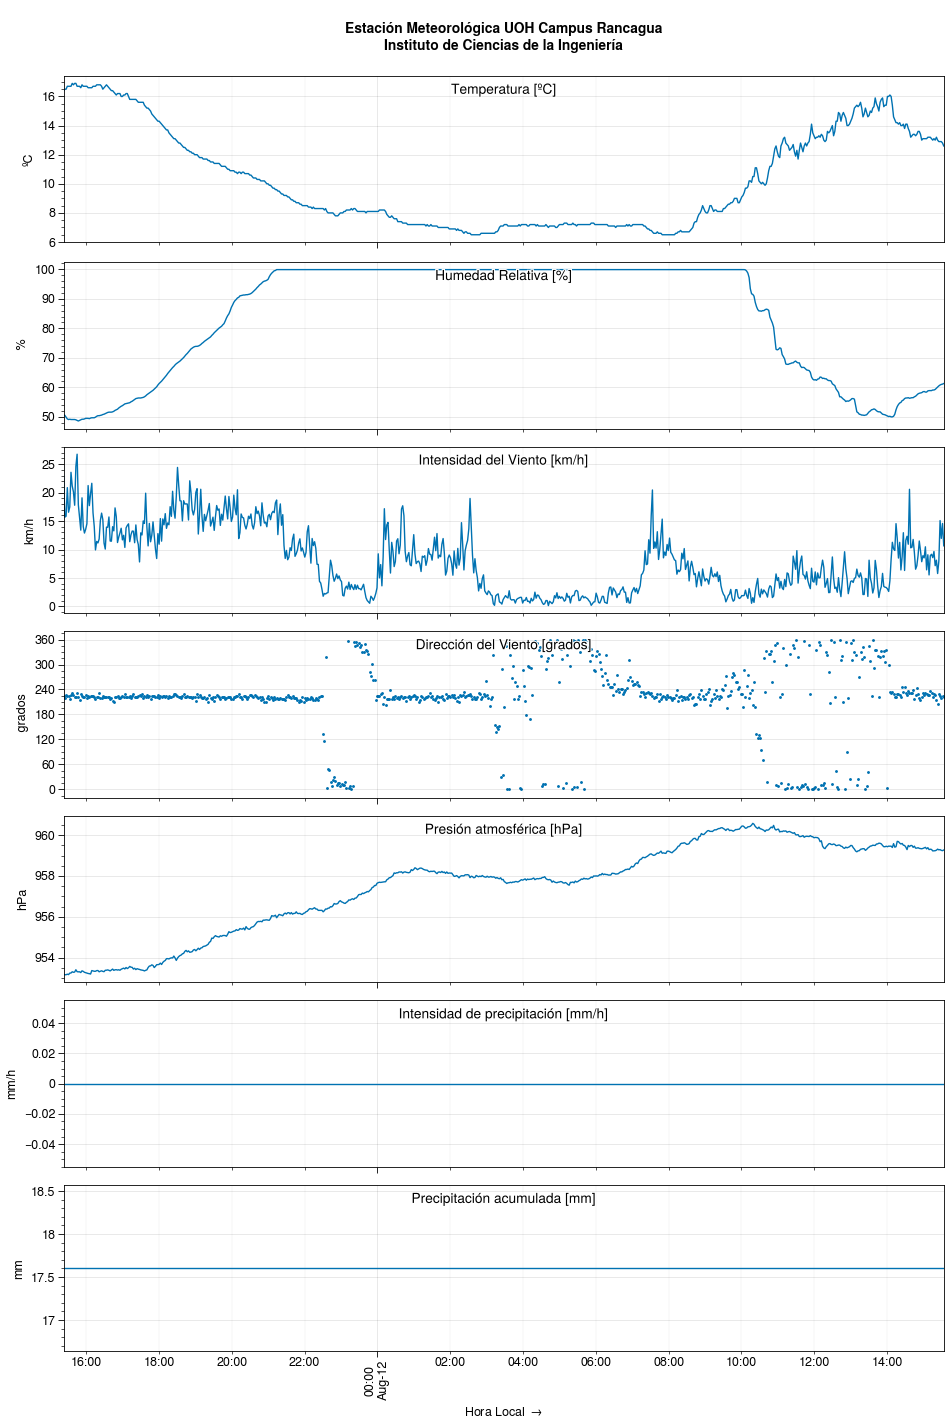 Estación Meteorológica UOH Campus Rancagua
Instituto de Ciencias de la Ingeniería
Temperatura [ºC]
16
14
12
10
8
6
ºC
Humedad Relativa [%]
100
90
80
70
60
50
%
Intensidad del Viento [km/h]
25
20
15
10
5
0
km/h
Dirección del Viento [grados]
360
300
240
180
120
60
0
grados
Presión atmosférica [hPa]
960
958
956
954
hPa
Intensidad de precipitación [mm/h]
0.04
0.02
0
−0.02
−0.04
mm/h
Precipitación acumulada [mm]
18.5
18
17.5
17
mm
16:00 18:00 20:00 22:00 00:00 02:00 04:00 06:00 08:00 10:00 12:00 14:00
Aug-12
Hora Local →